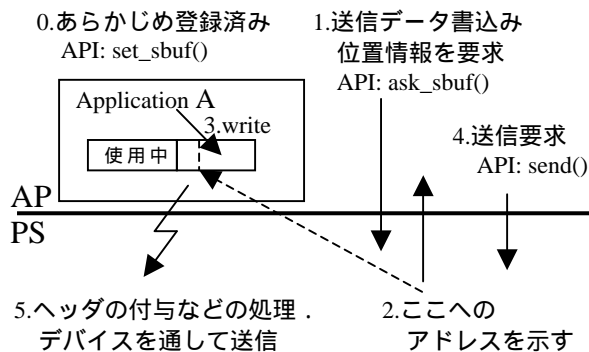 0.あらかじめ登録済み
API: set_sbuf()
1.送信データ書込み
位置情報を要求
API: ask_sbuf()
Application A
3.write
使用中
4.送信要求
API: send()
AP
PS
5.ヘッダの付与などの処理．
デバイスを通して送信
2.ここへの
アドレスを示す